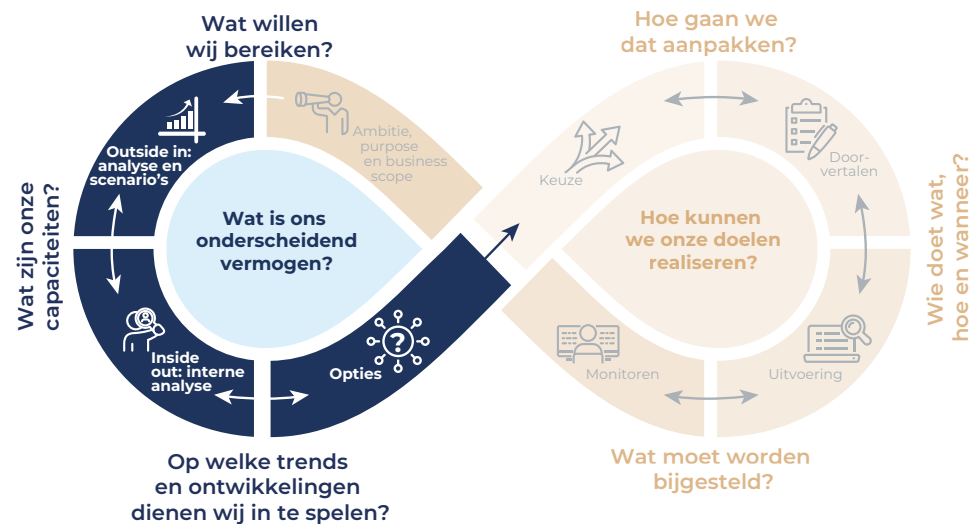 Wat willen
wij bereiken?
Hoe gaan we
dat aanpakken?
Outside in:
analyse en
scenario's
Ambitie,
purpose
en business
scope
Keuze
Door-
vertalen
Wat zijn onze
capaciteiten?
Wat is ons
onderscheidend
vermogen?
Hoe kunnen
we onze doelen
realiseren?
Wie doet wat,
hoe en wanneer?
Inside
out: interne
analyse
?
Opties
Monitoren
Uitvoering
Op welke trends
en ontwikkelingen
dienen wij in te spelen?
Wat moet worden
bijgesteld?